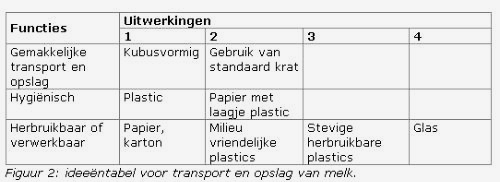 Functies Uitwerkingen
1 2 3 4
Gemakkelijke Kubusvormig Gebruik van
transport en standaard krat
opslag
Hygiënisch Plastic Papier met
laagje plastic
Herbruikbaar of Papier, Milieu Stevige Glas
verwerkbaar karton vriendelijke herbruikbare
plastics plastics
Figuur 2: ideeëntabel voor transport en opslag van melk.